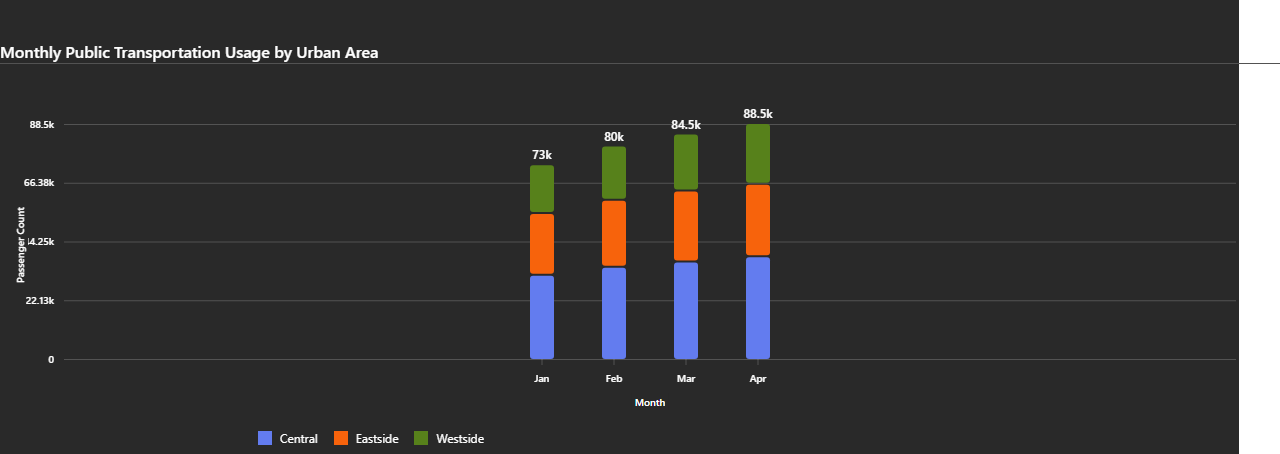 Monthly Public Transportation Usage by Urban Area
88.5k
66.38k
22.13k
0
Passenger Count
73k
80k
84.5k
88.5k
Jan
Feb
Mar
Apr
Month
Central
Eastside
Westside